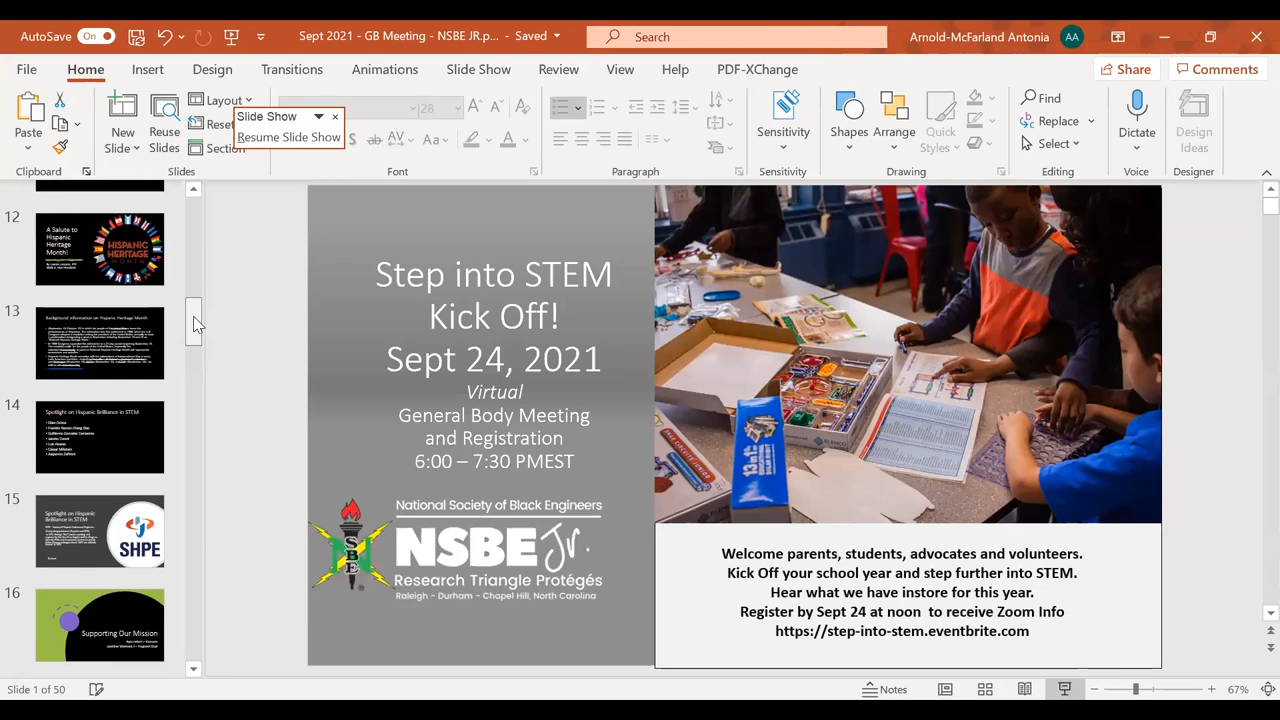 AutoSave On
Sept 2021 - GB Meeting - NSBE JR.p... - Saved
Search
Arnold-McFarland Antonia AA
File Home Insert Design Transitions Animations Slide Show Review View Help PDF-XChange
Share Comments
Paste
New Slide
Reuse Slides
Layout
Reset
Section
Slide Show
Resume Slide Show
28
Sensitivity
Shapes
Arrange
Quick Styles
Find
Replace
Select
Dictate
Design Ideas
Clipboard Slides Font Paragraph Sensitivity Drawing Editing Voice Designer
12
A Salute to
Hispanic
Heritage
Month!
HISPANIC
HERITAGE
MONTH
13
Background Information on Hispanic Heritage Month
14
Spotlight on Hispanic Brilliance in STEM
15
Spotlight on Hispanic
Brilliance in STEM
SHPE
16
Supporting Our Mission
Step into STEM
Kick Off!
Sept 24, 2021
Virtual
General Body Meeting
and Registration
6:00 – 7:30 PMEST
National Society of Black Engineers
NSBE Jr.
Research Triangle Protégés
Raleigh - Durham - Chapel Hill, North Carolina
NSBE
Welcome parents, students, advocates and volunteers.
Kick Off your school year and step further into STEM.
Hear what we have instore for this year.
Register by Sept 24 at noon to receive Zoom Info
https://step-into-stem.eventbrite.com
Slide 1 of 50
Notes
67%